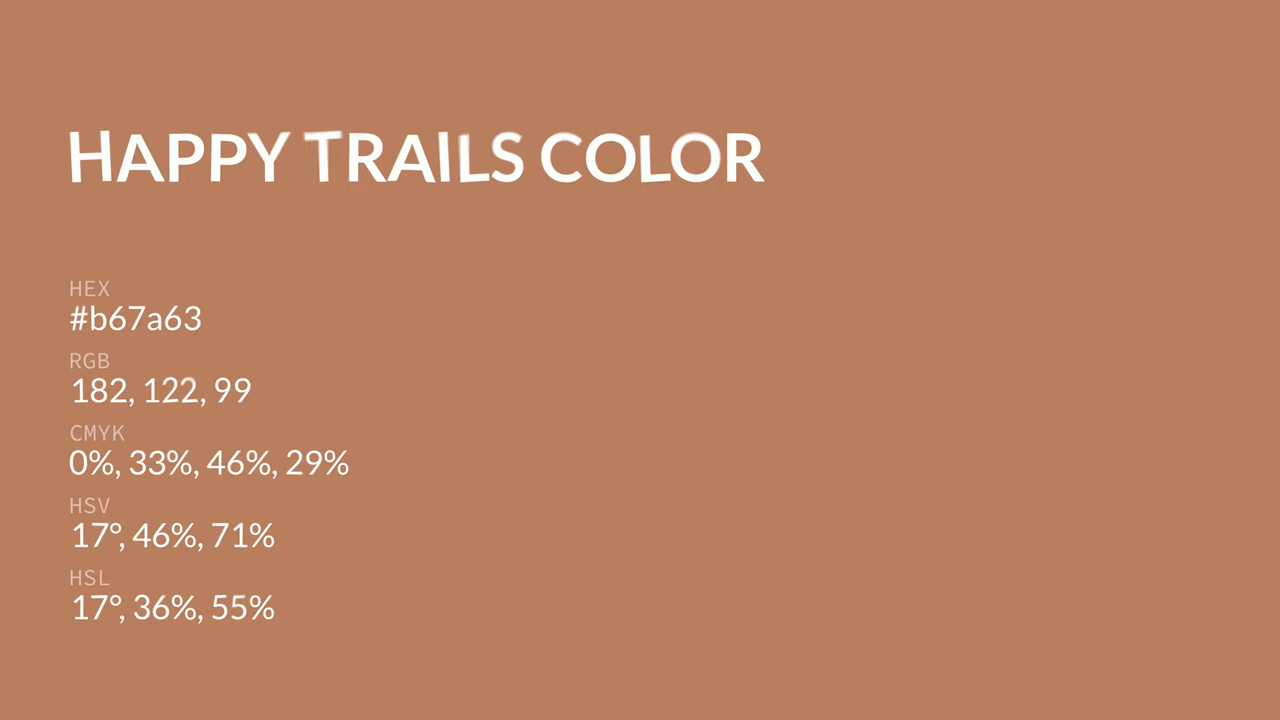 HAPPY TRAILS COLOR
HEX
#b67a63
RGB
182, 122, 99
CMYK
0%, 33%, 46%, 29%
HSV
17°, 46%, 71%
HSL
17°, 36%, 55%